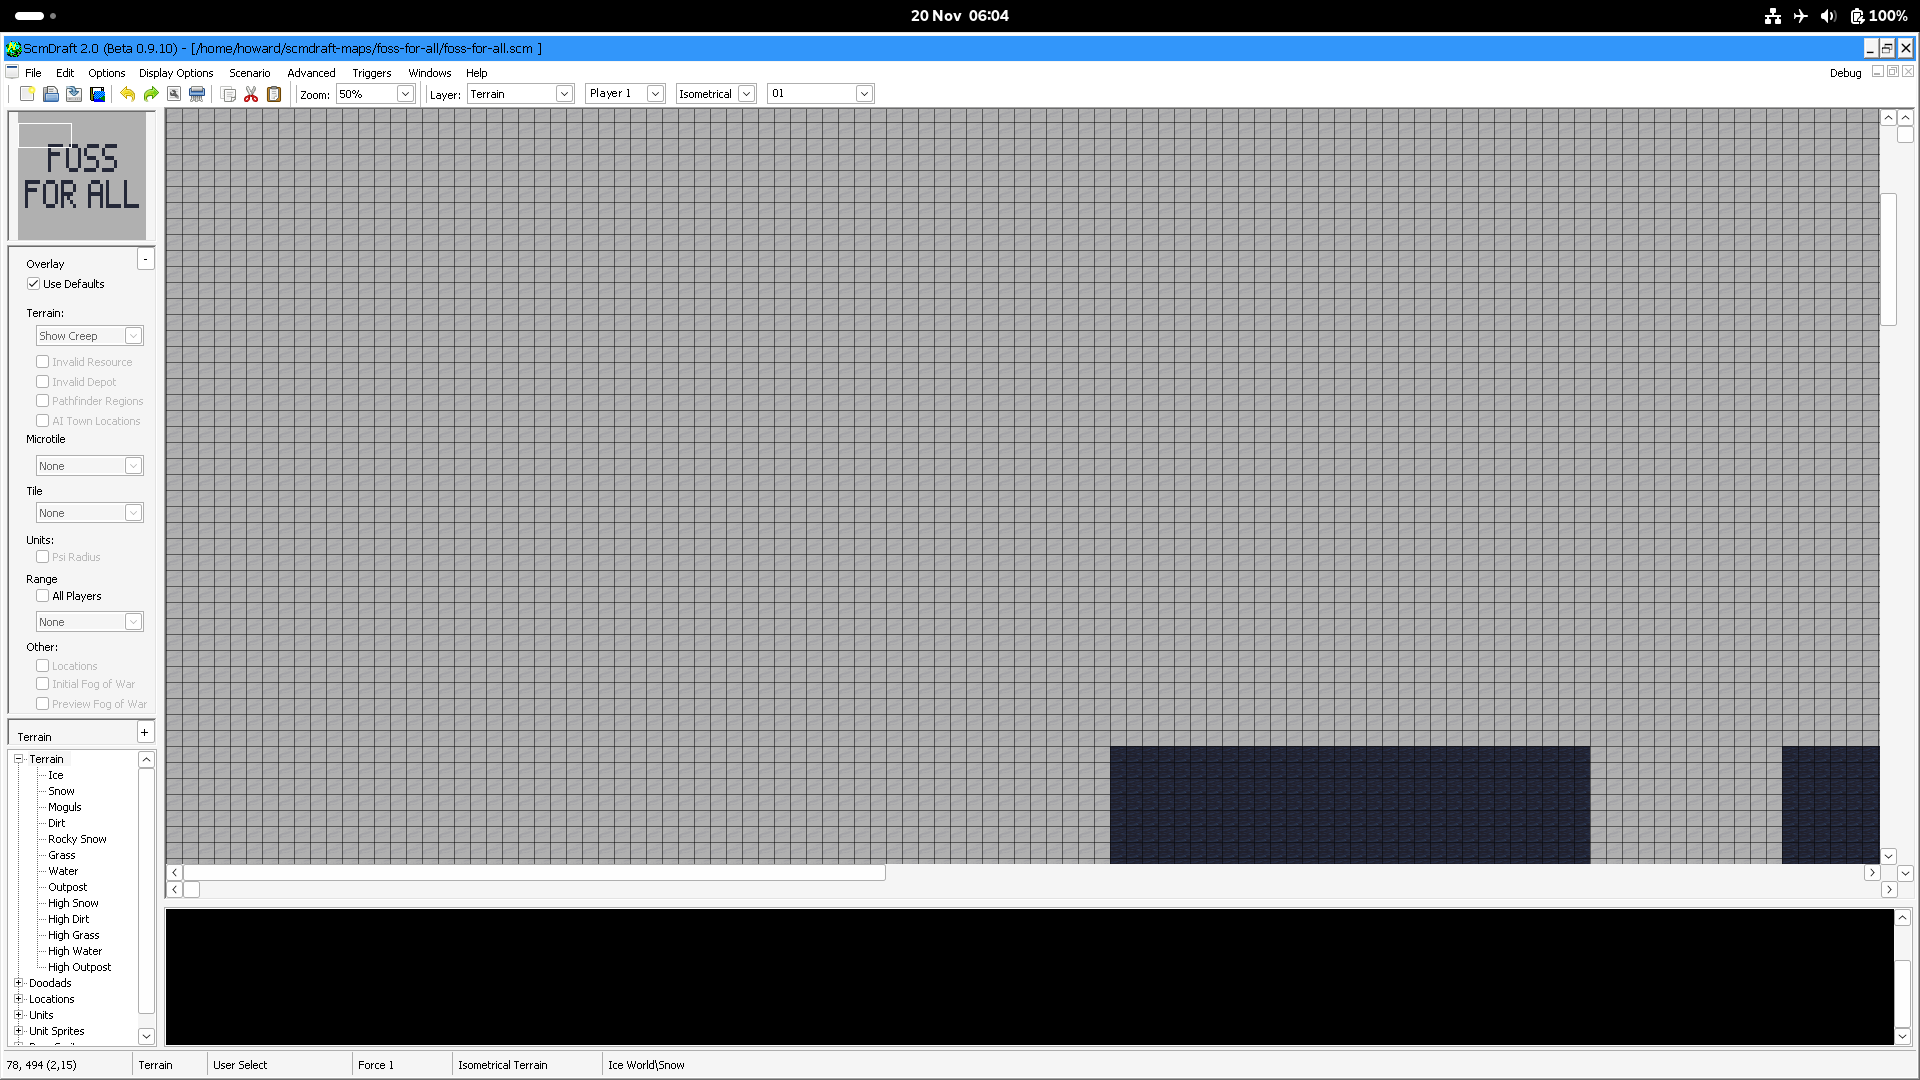 20 Nov 06:04
100%
ScmDraft 2.0 (Beta 0.9.10) - [/home/howard/scmdraft-maps/foss-for-all/foss-for-all.scm ]
File Edit Options Display Options Scenario Advanced Triggers Windows Help Debug
Zoom: 50% Layer: Terrain Player 1 Isometrical 01
FOSS
FOR ALL
Overlay
Use Defaults
Terrain:
Show Creep
Invalid Resource
Invalid Depot
Pathfinder Regions
AI Town Locations
Microtile
None
Tile
None
Units:
Psi Radius
Range
All Players
None
Other:
Locations
Initial Fog of War
Preview Fog of War
Terrain
Terrain
Ice
Snow
Moguls
Dirt
Rocky Snow
Grass
Water
Outpost
High Snow
High Dirt
High Grass
High Water
High Outpost
Doodads
Locations
Units
Unit Sprites
78, 494 (2,15) Terrain User Select Force 1 Isometrical Terrain Ice World\Snow